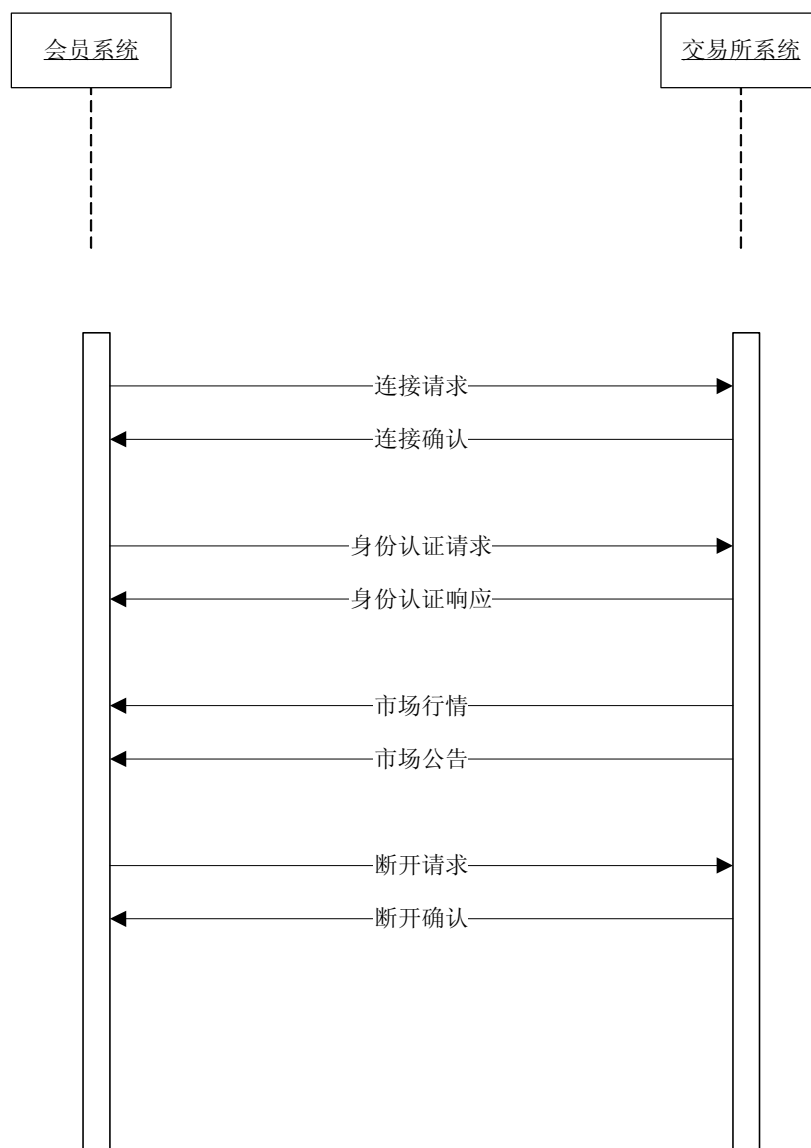 会员系统
交易所系统
连接请求
连接确认
身份认证请求
身份认证响应
市场行情
市场公告
断开请求
断开确认